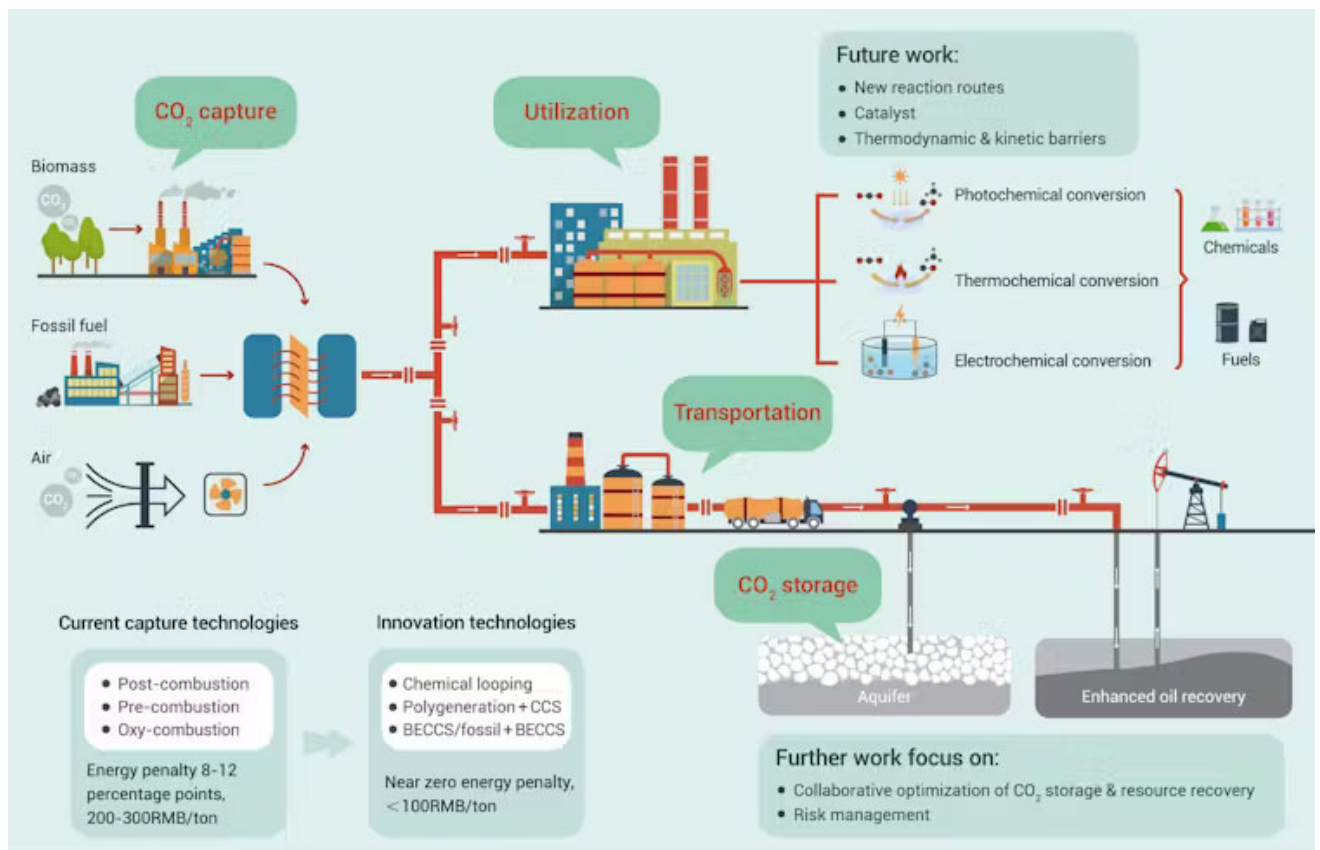 CO₂ capture
Utilization
Future work:
• New reaction routes
• Catalyst
• Thermodynamic & kinetic barriers
Biomass
CO₂
Photochemical conversion
Thermochemical conversion
Electrochemical conversion
Chemicals
Fuels
Fossil fuel
Air
CO₂
Transportation
CO₂ storage
Aquifer
Enhanced oil recovery
Current capture technologies
• Post-combustion
• Pre-combustion
• Oxy-combustion
Energy penalty 8-12
percentage points,
200-300RMB/ton
Innovation technologies
• Chemical looping
• Polygeneration + CCS
• BECCS/fossil + BECCS
Near zero energy penalty,
<100RMB/ton
Further work focus on:
• Collaborative optimization of CO₂ storage & resource recovery
• Risk management